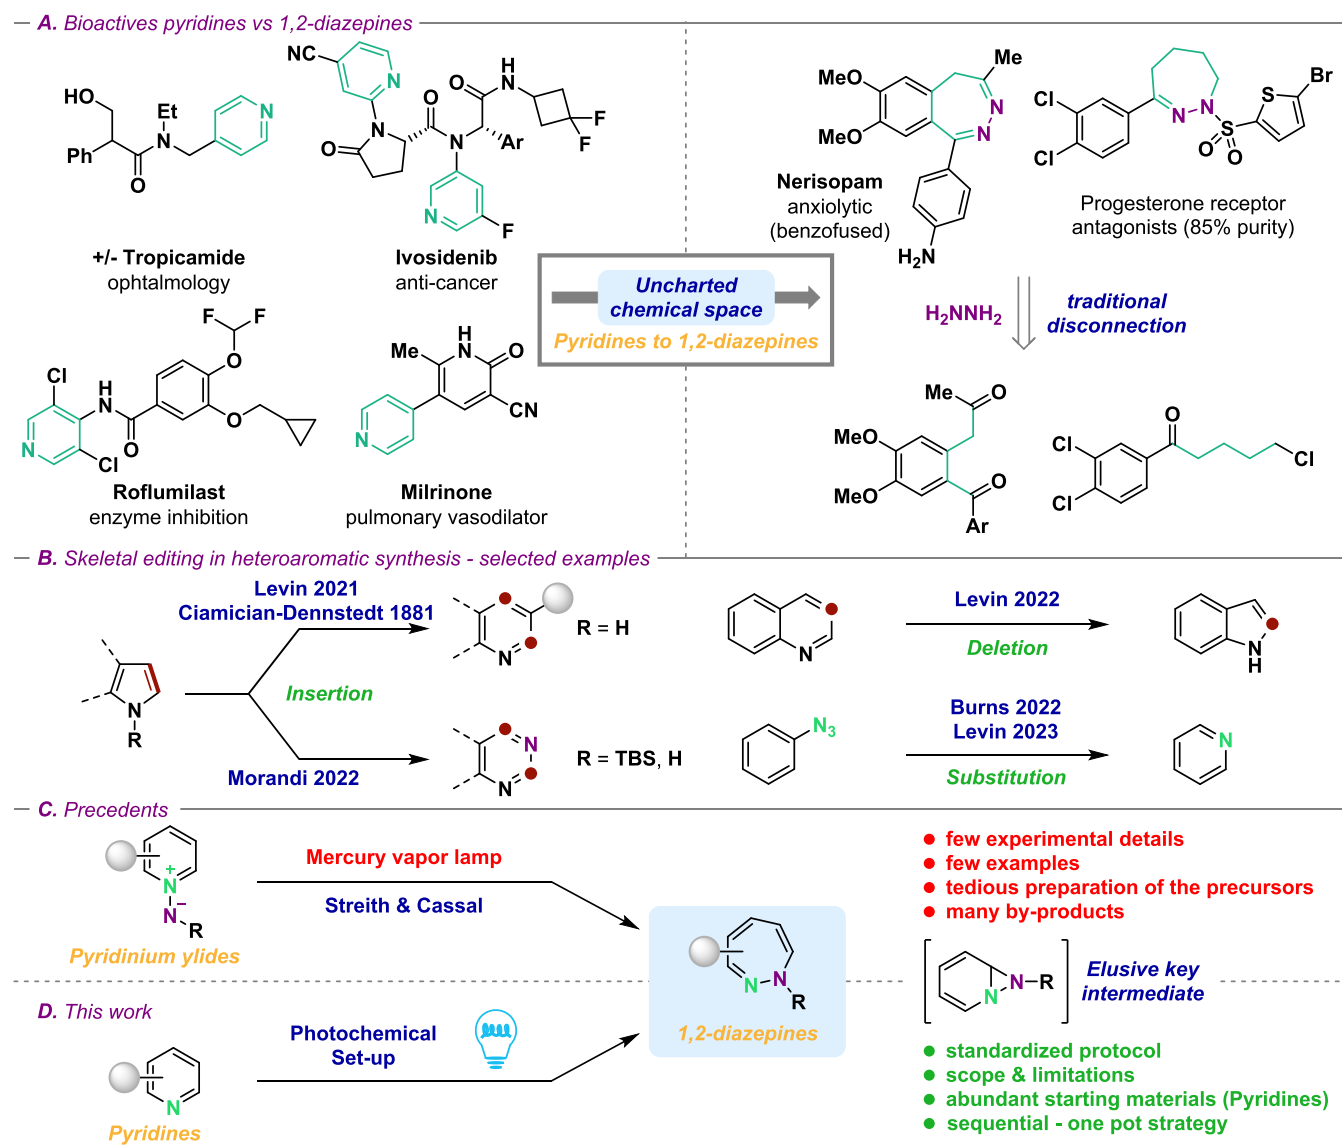 A. Bioactives pyridines vs 1,2-diazepines
HO
Et
N
N
Ph
O
+/- Tropicamide
ophtalmology
NC
N
O
O
H
N
N
O
N
Ar
F
F
N
F
Ivosidenib
anti-cancer
Me
MeO
N
MeO
N
H2N
Nerisopam
anxiolytic
(benzofused)
Br
Cl
S
N
N
Cl
S
O
O
Progesterone receptor
antagonists (85% purity)
Uncharted
chemical space
Pyridines to 1,2-diazepines
H2NNH2
traditional
disconnection
F
F
O
Cl
H
N
O
O
N
Cl
Roflumilast
enzyme inhibition
H
N
Me
O
CN
N
Milrinone
pulmonary vasodilator
Me
O
MeO
MeO
O
Ar
O
Cl
Cl
Cl
B. Skeletal editing in heteroaromatic synthesis - selected examples
Levin 2021
Ciamician-Dennstedt 1881
N
R
Insertion
N
R = H
Morandi 2022
N
N
R = TBS, H
N
Levin 2022
Deletion
N
H
N3
Burns 2022
Levin 2023
Substitution
N
C. Precedents
+
N
N
−
R
Pyridinium ylides
Mercury vapor lamp
Streith & Cassal
few experimental details
few examples
tedious preparation of the precursors
many by-products
N
N
R
1,2-diazepines
N
N
R
Elusive key
intermediate
D. This work
N
Pyridines
Photochemical
Set-up
standardized protocol
scope & limitations
abundant starting materials (Pyridines)
sequential - one pot strategy